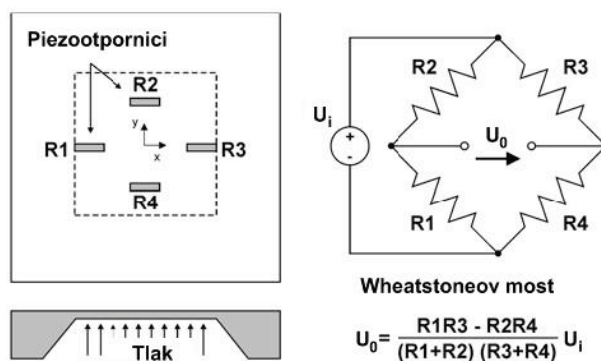 Piezootpornici
R2
y
x
R1
R3
R4
Tlak
R2
R3
Ui
+
-
U0
R1
R4
Wheatstoneov most
U0= R1R3 - R2R4 / (R1+R2) (R3+R4) Ui